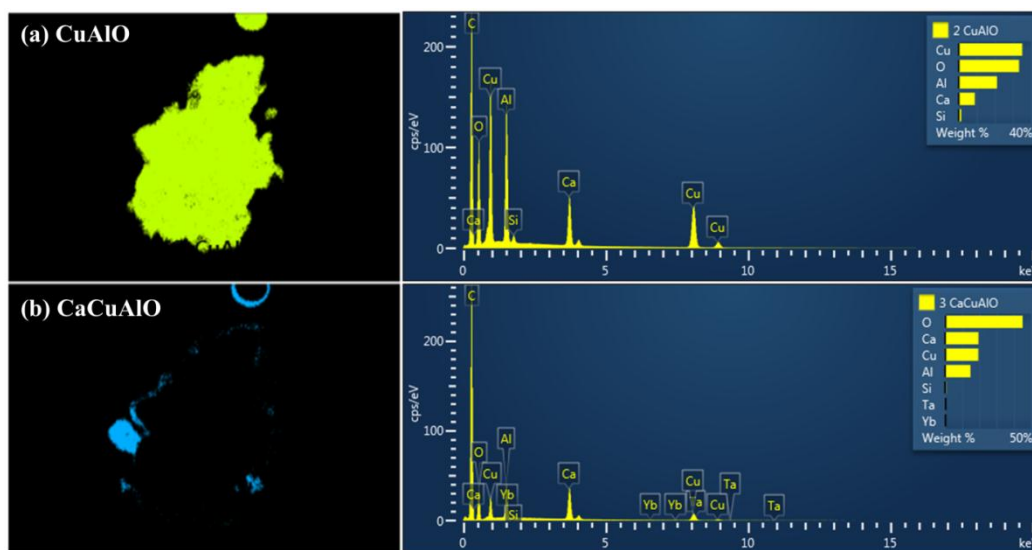 (a) CuAlO
cps/eV
200
100
0
C
Cu
Al
O
Ca
Si
Ca
Cu
Cu
0
5
10
15
ke
2 CuAlO
Cu
O
Al
Ca
Si
Weight % 40%
(b) CaCuAlO
cps/eV
200
100
0
C
Al
O
Cu
Ca
Yb
Si
Ca
Yb
Yb
Cu
Ta
Cu
Ta
0
5
10
15
ke
3 CaCuAlO
O
Ca
Cu
Al
Si
Ta
Yb
Weight % 50%